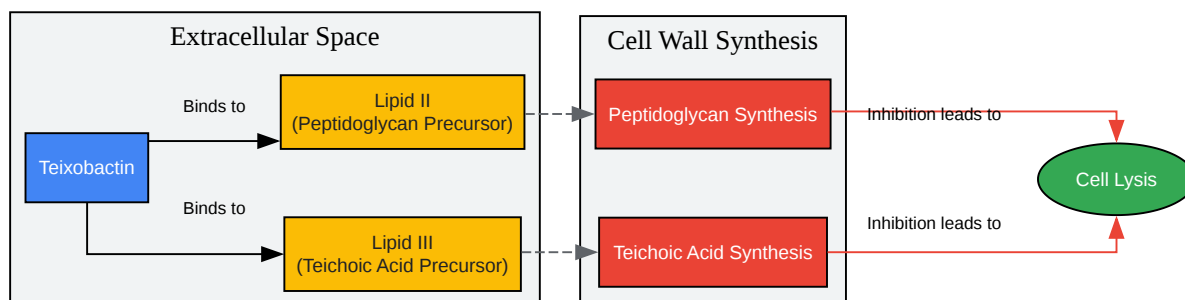 Extracellular Space
Cell Wall Synthesis
Binds to
Lipid II
(Peptidoglycan Precursor)
Peptidoglycan Synthesis
Inhibition leads to
Teixobactin
Cell Lysis
Binds to
Lipid III
(Teichoic Acid Precursor)
Teichoic Acid Synthesis
Inhibition leads to